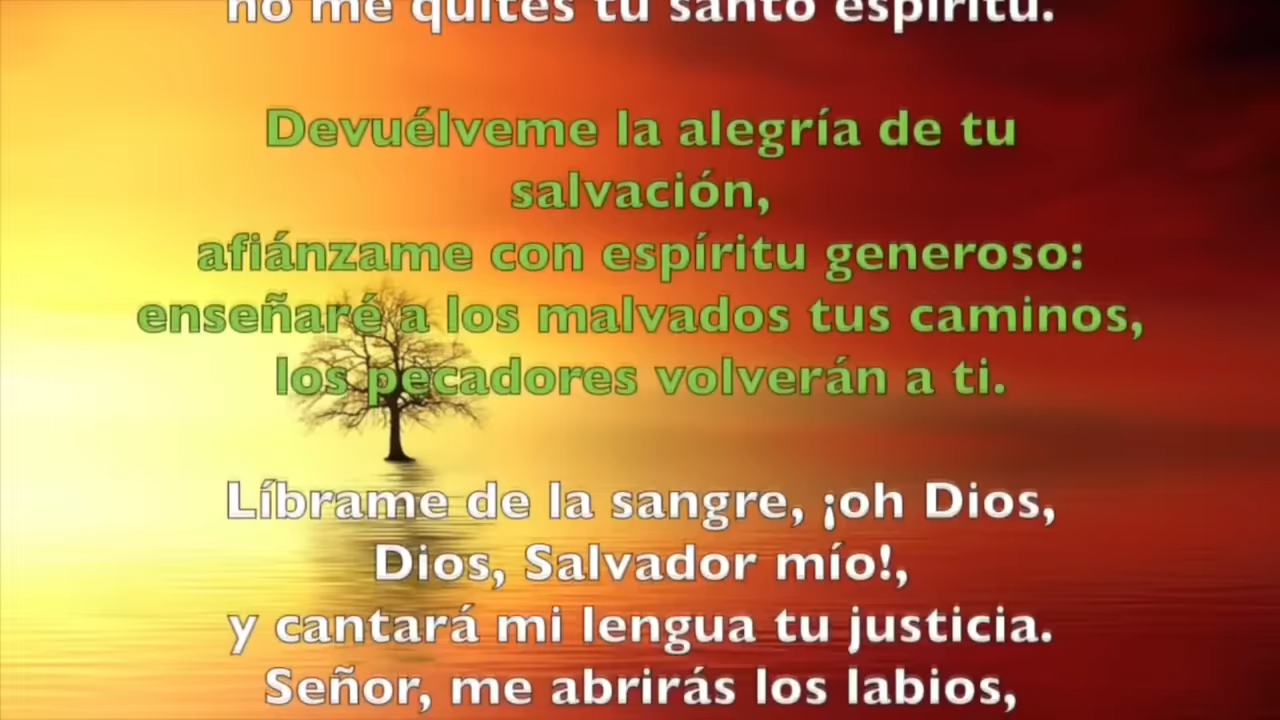 no me quites tu santo espíritu.
Devuélveme la alegría de tu
salvación,
afiánzame con espíritu generoso:
enseñaré a los malvados tus caminos,
los pecadores volverán a ti.
Líbrame de la sangre, ¡oh Dios,
Dios, Salvador mío!,
y cantará mi lengua tu justicia.
Señor, me abrirás los labios,